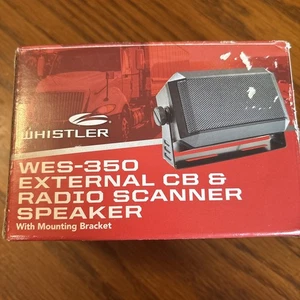 WHISTLER
WES-350
EXTERNAL CB &
RADIO SCANNER
SPEAKER
With Mounting Bracket